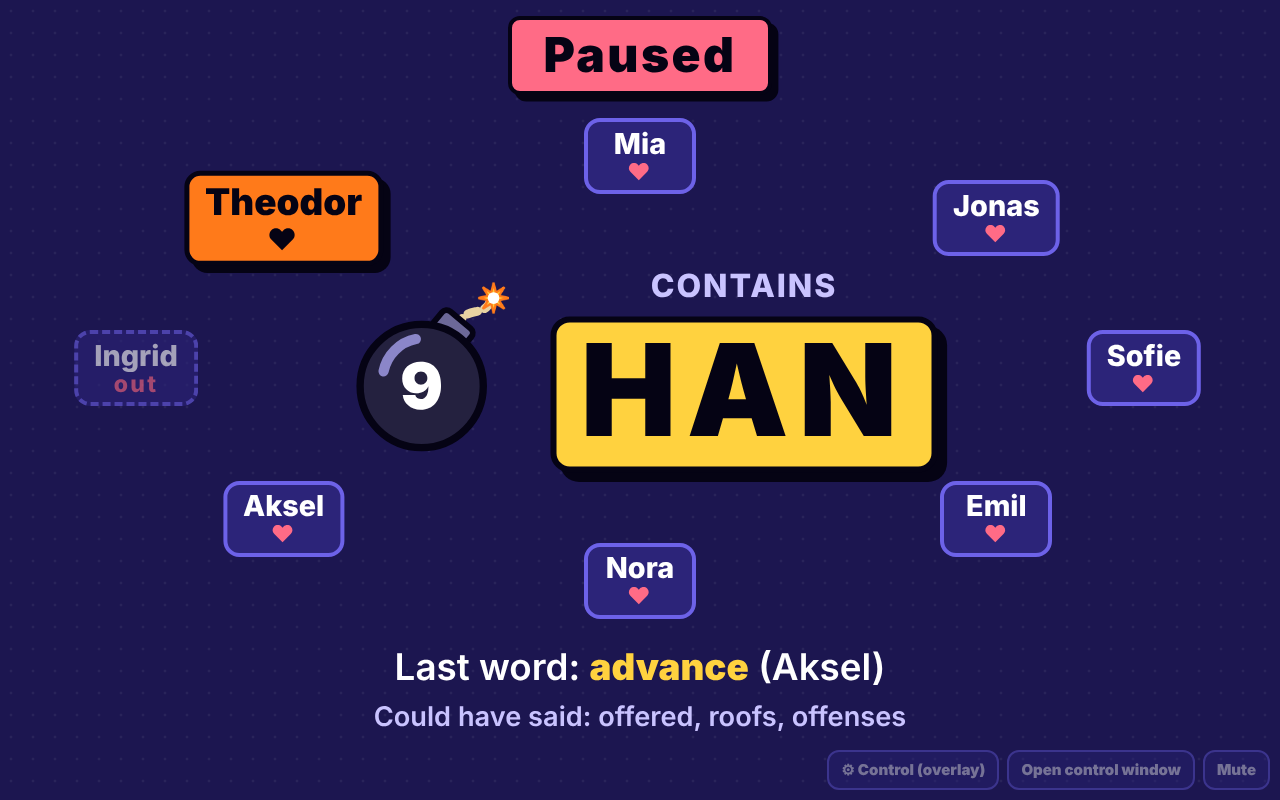 Paused
Mia
Theodor
Jonas
CONTAINS
HAN
9
Ingrid
out
Sofie
Aksel
Emil
Nora
Last word: advance (Aksel)
Could have said: offered, roofs, offenses
⚙ Control (overlay)
Open control window
Mute